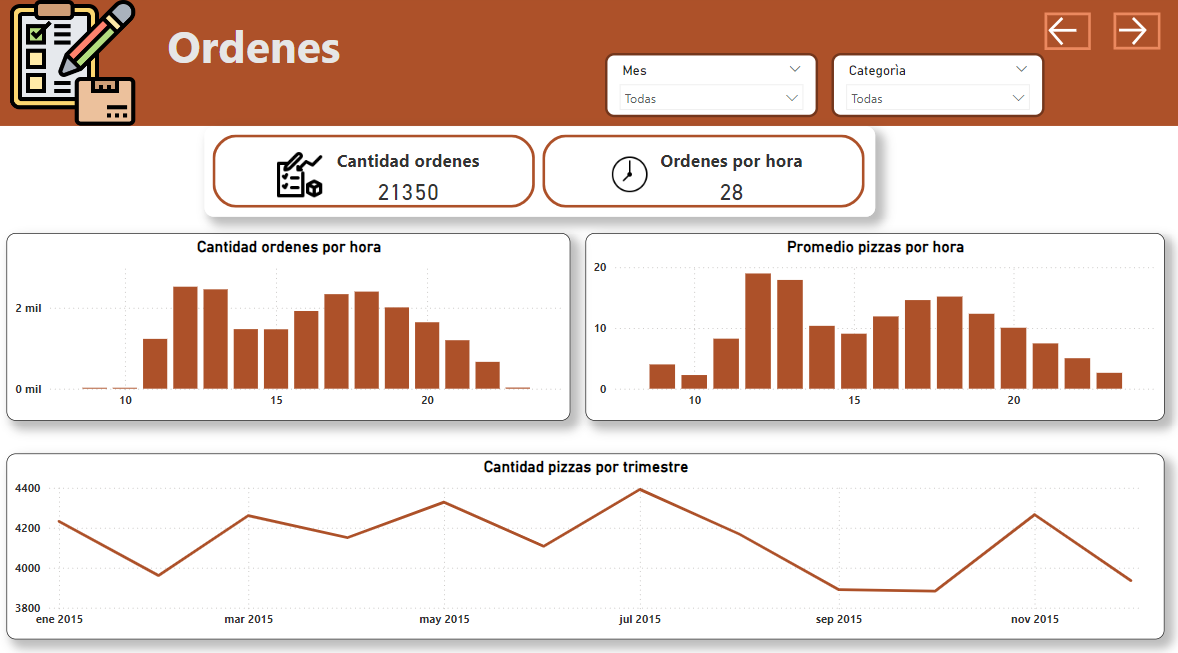 Ordenes
Mes
Todas
Categorìa
Todas
Cantidad ordenes
21350
Ordenes por hora
28
Cantidad ordenes por hora
2 mil
0 mil
10 15 20
Promedio pizzas por hora
20
10
0
10 15 20
Cantidad pizzas por trimestre
4400
4200
4000
3800
ene 2015 mar 2015 may 2015 jul 2015 sep 2015 nov 2015